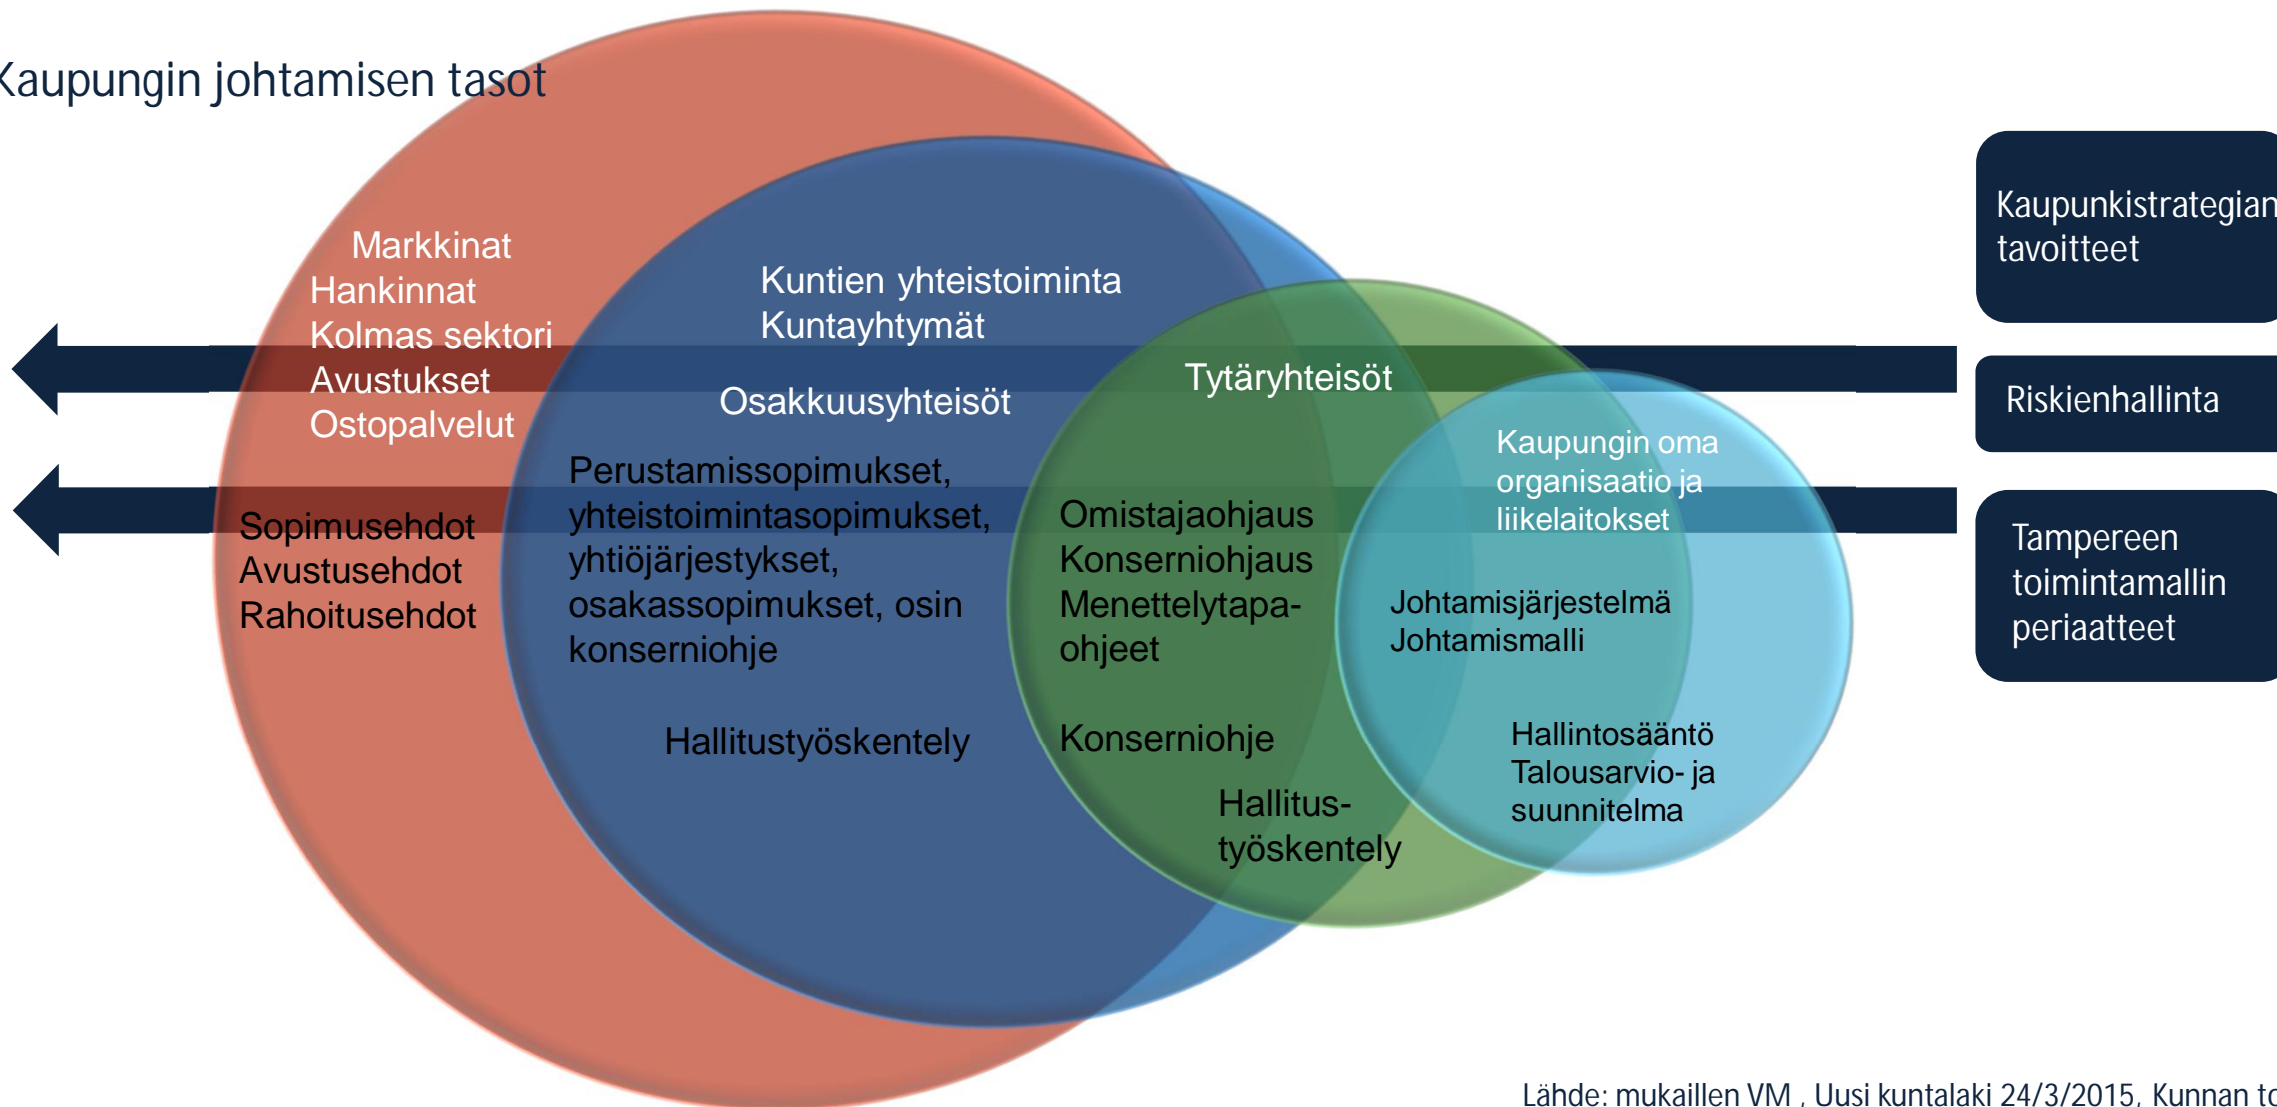 Kaupungin johtamisen tasot
Markkinat
Hankinnat
Kolmas sektori
Avustukset
Ostopalvelut
Sopimusehdot
Avustusehdot
Rahoitusehdot
Kuntien yhteistoiminta
Kuntayhtymät
Osakkuusyhteisöt
Perustamissopimukset,
yhteistoimintasopimukset,
yhtiöjärjestykset,
osakassopimukset, osin
konserniohje
Hallitustyöskentely
Tytäryhteisöt
Omistajaohjaus
Konserniohjaus
Menettelytapa-
ohjeet
Konserniohje
Hallitus-
työskentely
Kaupungin oma
organisaatio ja
liikelaitokset
Johtamisjärjestelmä
Johtamismalli
Hallintosääntö
Talousarvio- ja
suunnitelma
Kaupunkistrategian
tavoitteet
Riskienhallinta
Tampereen
toimintamallin
periaatteet
Lähde: mukaillen VM , Uusi kuntalaki 24/3/2015, Kunnan